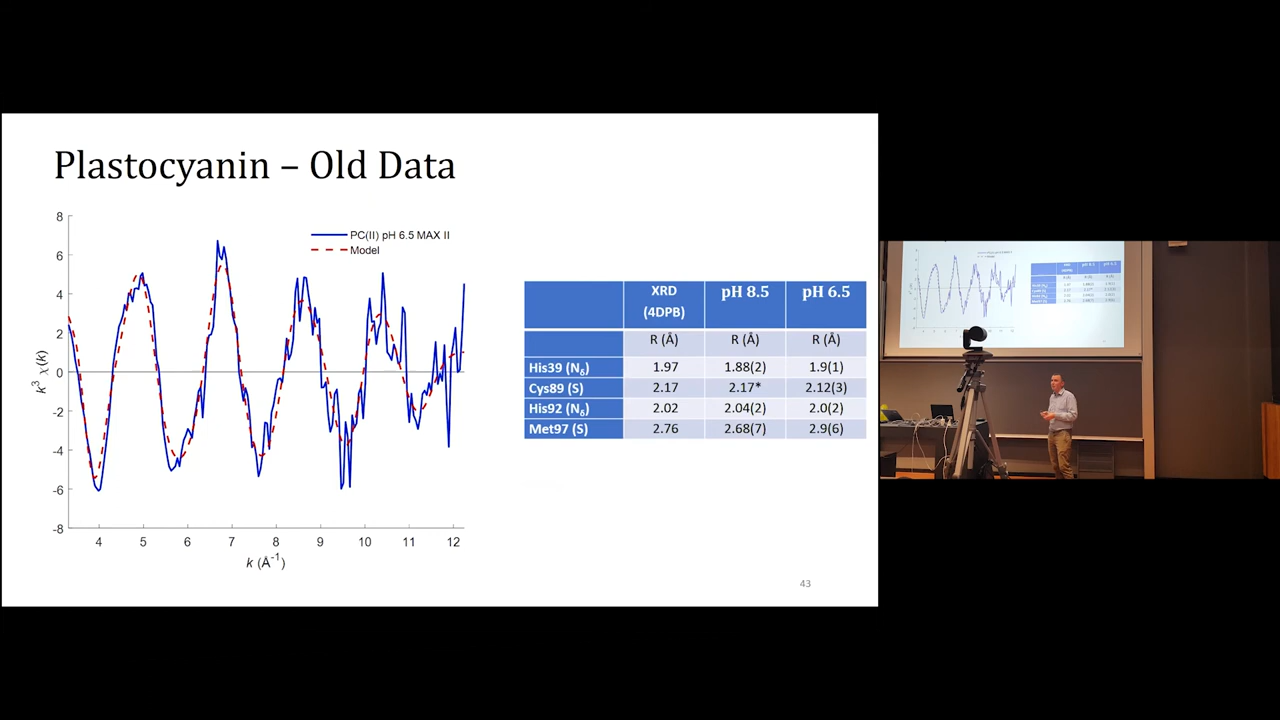 Plastocyanin – Old Data
PC(II) pH 6.5 MAX II
Model
8
6
4
2
0
-2
-4
-6
-8
k³ χ(k)
4 5 6 7 8 9 10 11 12
k (Å⁻¹)
XRD (4DPB) pH 8.5 pH 6.5
R (Å) R (Å) R (Å)
His39 (Nδ) 1.97 1.88(2) 1.9(1)
Cys89 (S) 2.17 2.17* 2.12(3)
His92 (Nδ) 2.02 2.04(2) 2.0(2)
Met97 (S) 2.76 2.68(7) 2.9(6)
43